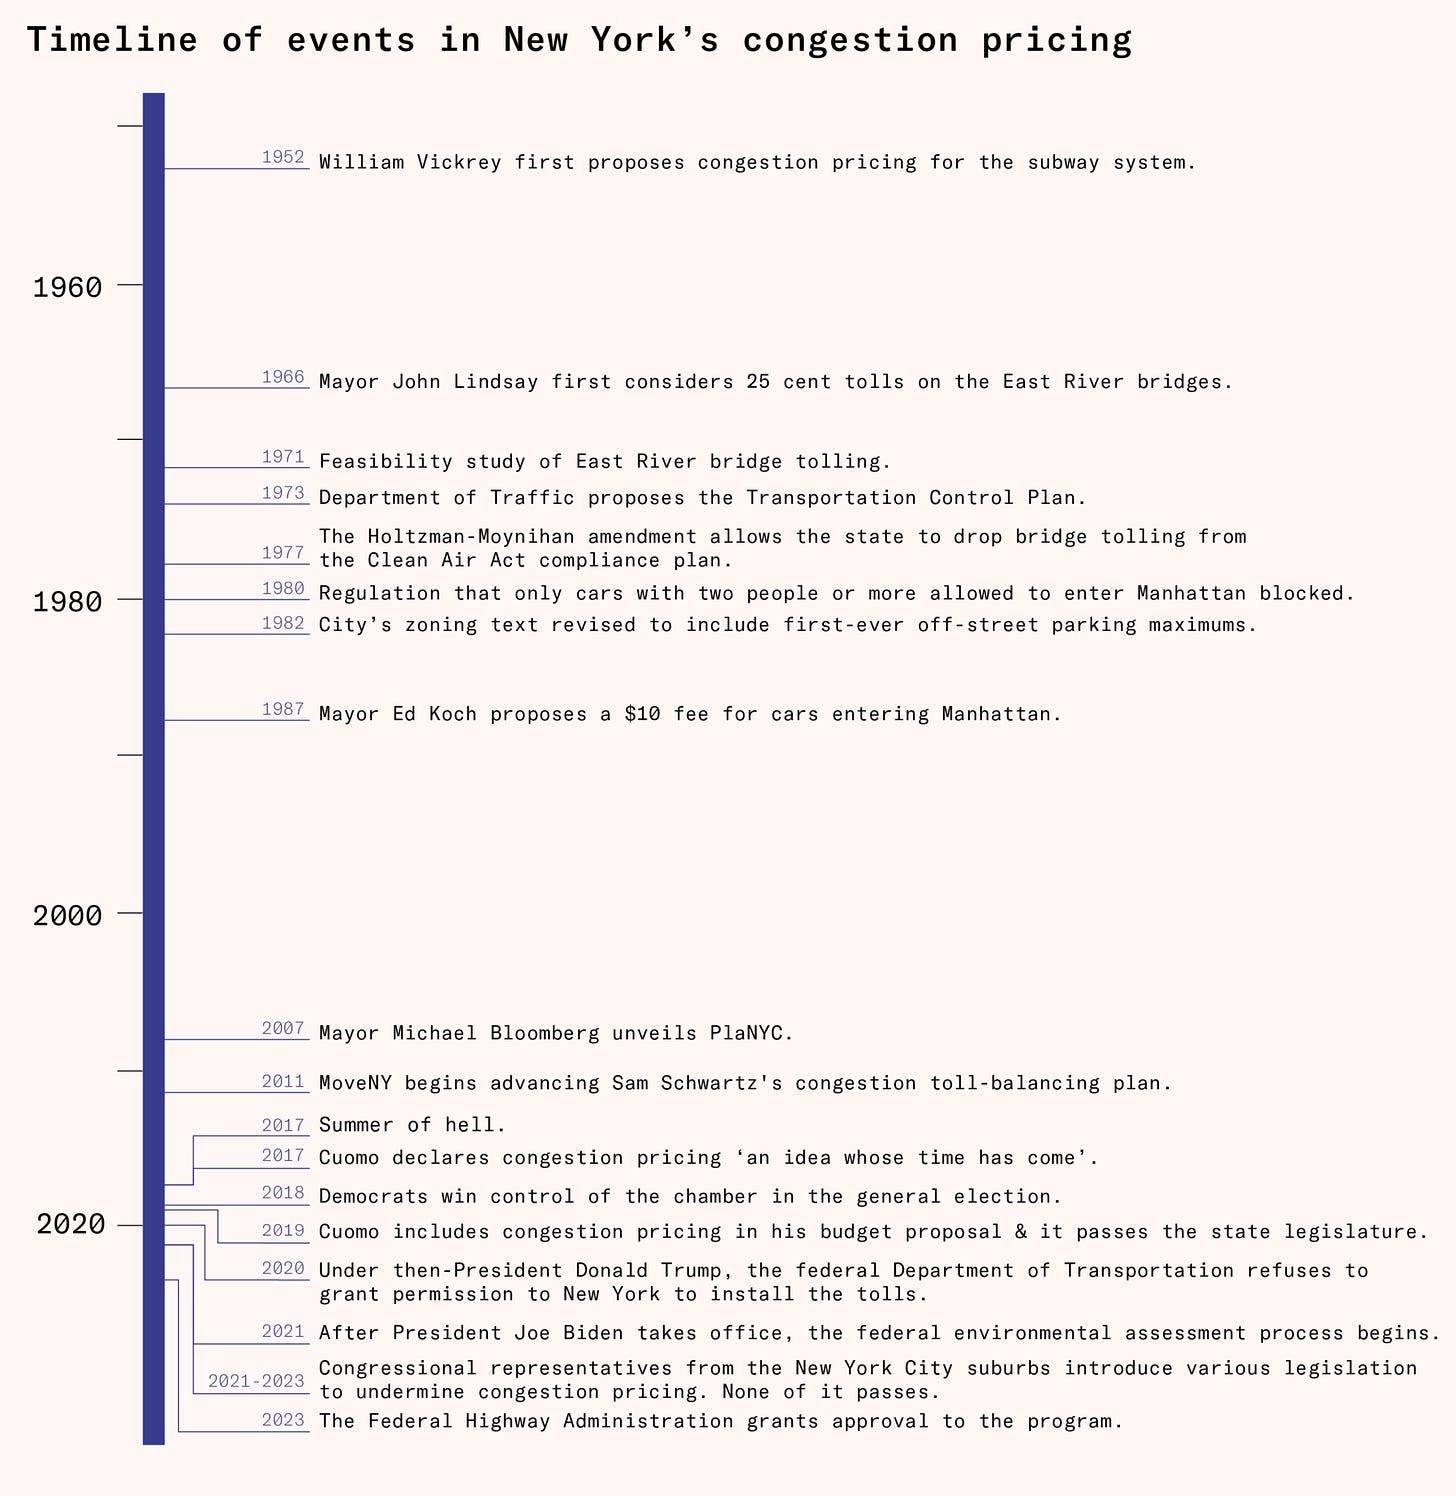 Timeline of events in New York’s congestion pricing
1952 William Vickrey first proposes congestion pricing for the subway system.
1960
1966 Mayor John Lindsay first considers 25 cent tolls on the East River bridges.
1971 Feasibility study of East River bridge tolling.
1973 Department of Traffic proposes the Transportation Control Plan.
The Holtzman-Moynihan amendment allows the state to drop bridge tolling from
1977 the Clean Air Act compliance plan.
1980 Regulation that only cars with two people or more allowed to enter Manhattan blocked.
1980
1982 City’s zoning text revised to include first-ever off-street parking maximums.
1987 Mayor Ed Koch proposes a $10 fee for cars entering Manhattan.
2000
2007 Mayor Michael Bloomberg unveils PlaNYC.
2011 MoveNY begins advancing Sam Schwartz's congestion toll-balancing plan.
2017 Summer of hell.
2017 Cuomo declares congestion pricing ‘an idea whose time has come’.
2018 Democrats win control of the chamber in the general election.
2020
2019 Cuomo includes congestion pricing in his budget proposal & it passes the state legislature.
2020 Under then-President Donald Trump, the federal Department of Transportation refuses to
grant permission to New York to install the tolls.
2021 After President Joe Biden takes office, the federal environmental assessment process begins.
Congressional representatives from the New York City suburbs introduce various legislation
2021-2023 to undermine congestion pricing. None of it passes.
2023 The Federal Highway Administration grants approval to the program.